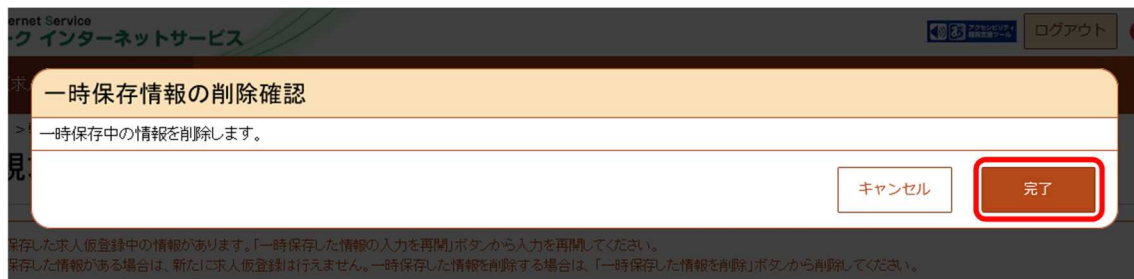 ernet Service
ーク インターネットサービス
ログアウト
一時保存情報の削除確認
一時保存中の情報を削除します。
キャンセル
完了
保存した求人仮登録中の情報があります。「一時保存した情報の入力を再開」ボタンから入力を再開してください。
保存した情報がある場合は、新たに求人仮登録は行えません。一時保存した情報を削除する場合は、「一時保存した情報を削除」ボタンから削除してください。